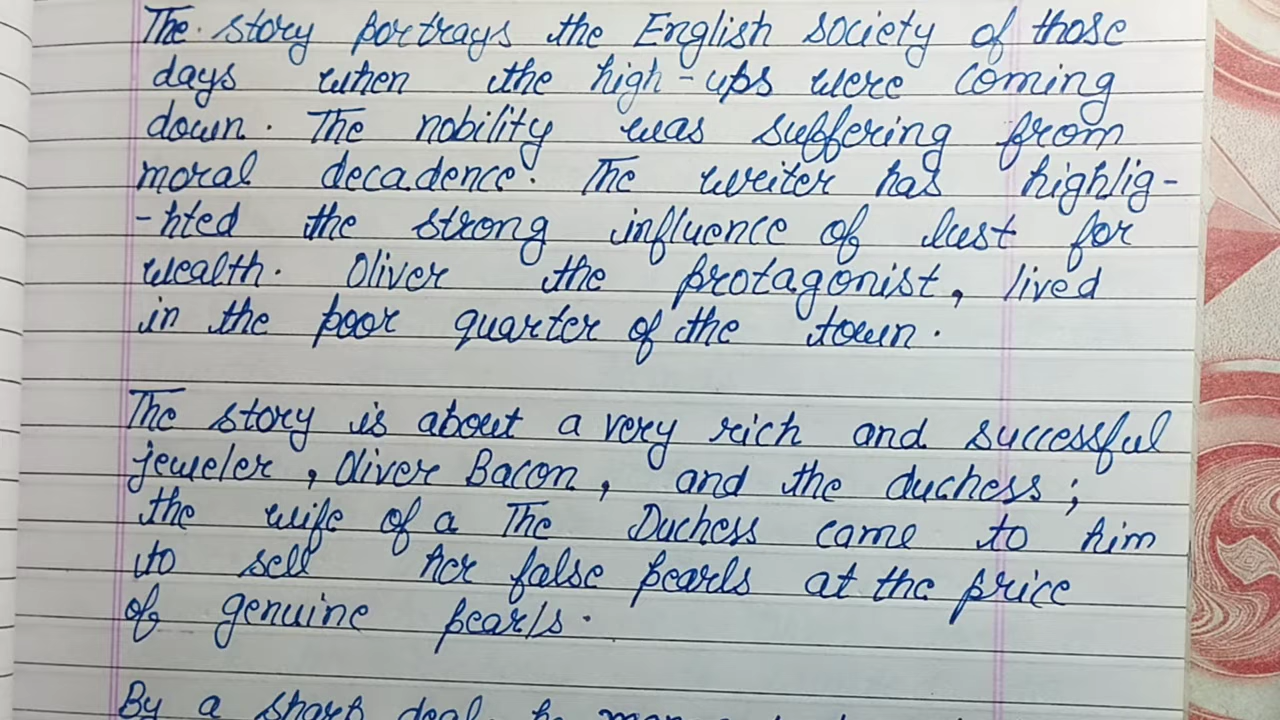 The story portrays the English society of those
days when the high-ups were coming
down. The nobility was suffering from
moral decadence. The writer has highlig-
-hted the strong influence of lust for
wealth. Oliver the protagonist, lived
in the poor quarter of the town.
The story is about a very rich and successful
jeweler, Oliver Bacon, and the duchess;
the wife of a The Duchess came to him
to sell her false pearls at the price
of genuine pearls.
By a sharp deal, he